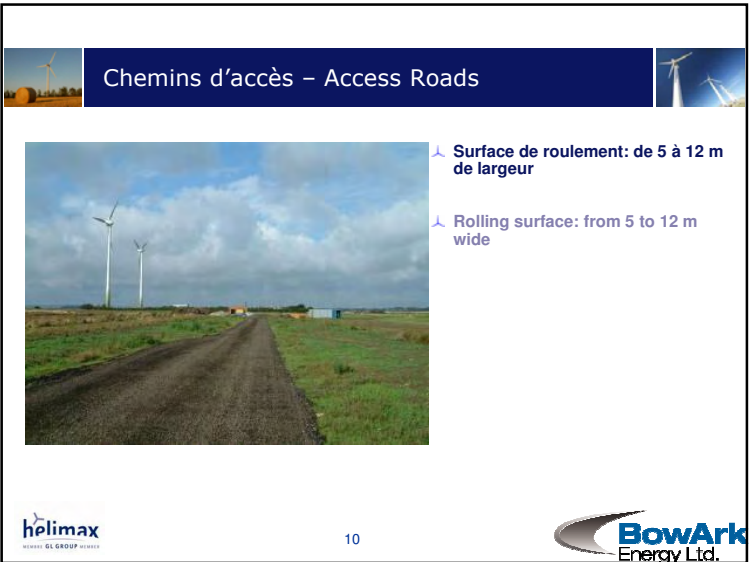 Chemins d'accès – Access Roads
Surface de roulement: de 5 à 12 m
de largeur
Rolling surface: from 5 to 12 m
wide
helimax
MEMBRE GL GROUP MEMBER
10
BowArk
Energy Ltd.